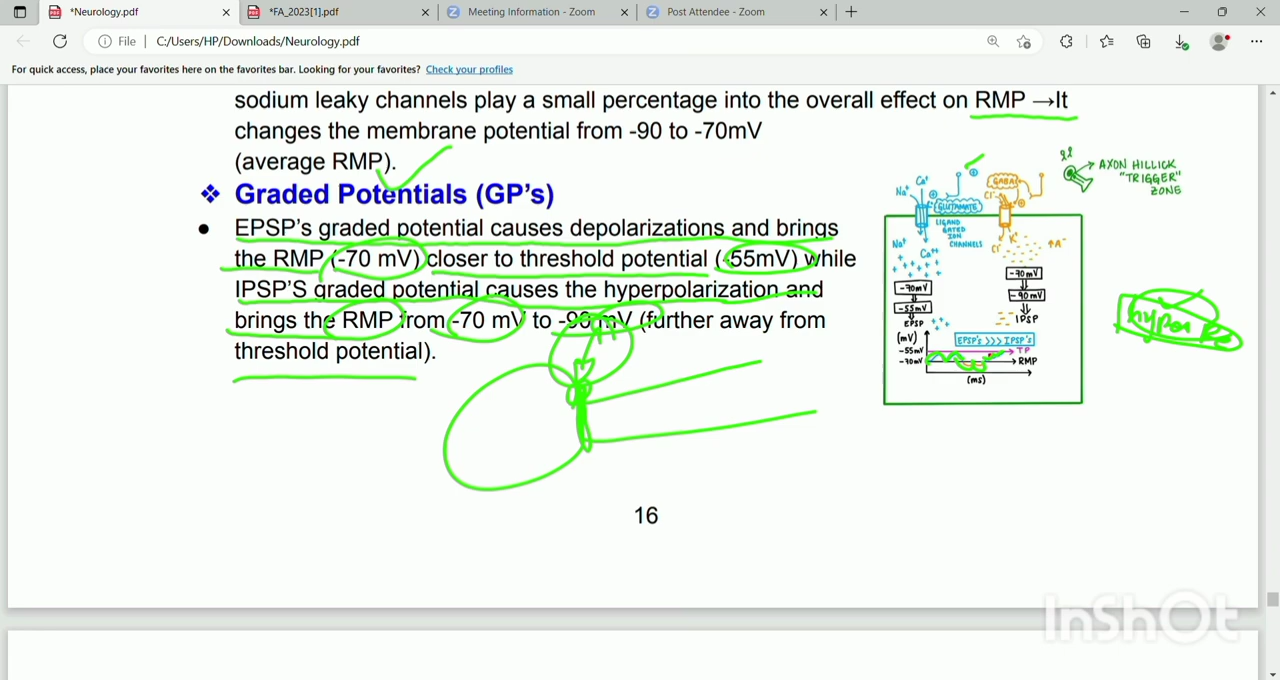 *Neurology.pdf
*FA_2023[1].pdf
Meeting Information - Zoom
Post Attendee - Zoom
File
C:/Users/HP/Downloads/Neurology.pdf
For quick access, place your favorites here on the favorites bar. Looking for your favorites? Check your profiles
sodium leaky channels play a small percentage into the overall effect on RMP →It
changes the membrane potential from -90 to -70mV
(average RMP).
❖ Graded Potentials (GP's)
● EPSP's graded potential causes depolarizations and brings
the RMP (-70 mV) closer to threshold potential (-55mV) while
IPSP'S graded potential causes the hyperpolarization and
brings the RMP from -70 mV to -90 mV (further away from
threshold potential).
16
AXON HILLICK
"TRIGGER"
ZONE
Na+
GLUTAMATE
GABA
Cl-
LIGAND
GATED
ION
CHANNELS
Na+
Ca++
K+
Cl-
↑A-
-70mV
-55mV
EPSP
-70mV
-90mV
IPSP
(mV)
EPSP's >>> IPSP's
-55mV
TP
-70mV
RMP
(ms)
InShOt